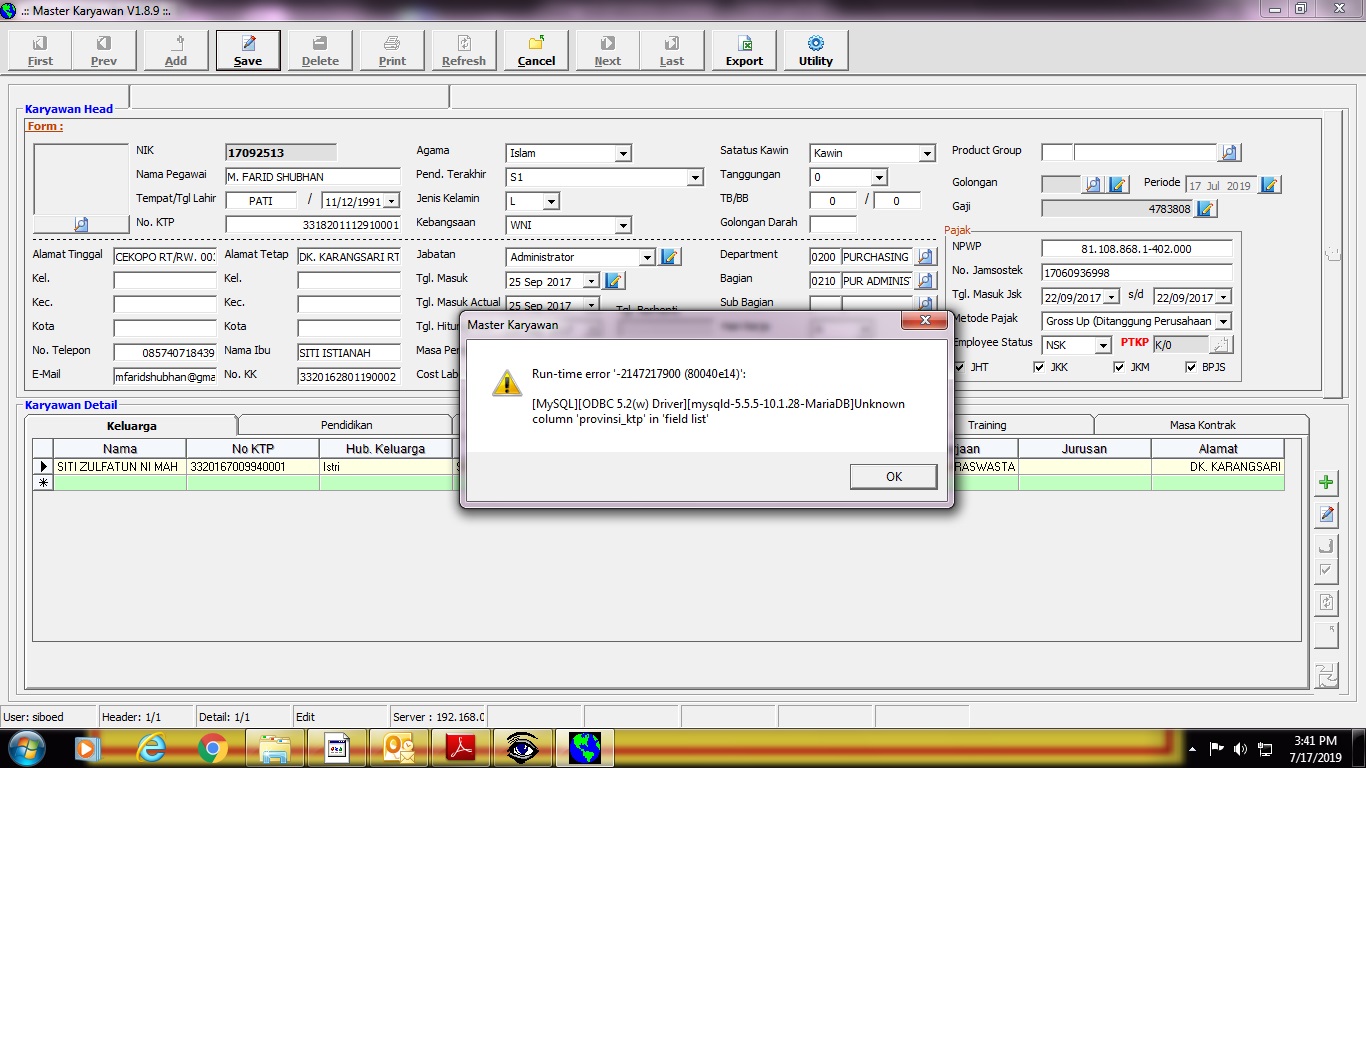 .:: Master Karyawan V1.8.9 ::.
First Prev Add Save Delete Print Refresh Cancel Next Last Export Utility
Karyawan Head
Form :
NIK 17092513 Agama Islam Satatus Kawin Kawin Product Group
Nama Pegawai M. FARID SHUBHAN Pend. Terakhir S1 Tanggungan 0 Golongan Periode 17 Jul 2019
Tempat/Tgl Lahir PATI / 11/12/1991 Jenis Kelamin L TB/BB 0 / 0 Gaji 4783808
No. KTP 3318201112910001 Kebangsaan WNI Golongan Darah
Pajak
Alamat Tinggal CEKOPO RT/RW. 00 Alamat Tetap DK. KARANGSARI RT Jabatan Administrator Department 0200 PURCHASING NPWP 81.108.868.1-402.000
Kel. Kel. Tgl. Masuk 25 Sep 2017 Bagian 0210 PUR ADMINIS No. Jamsostek 17060936998
Kec. Kec. Tgl. Masuk Actual 25 Sep 2017 Sub Bagian Tgl. Masuk Jsk 22/09/2017 s/d 22/09/2017
Kota Kota Tgl. Hitu Metode Pajak Gross Up (Ditanggung Perusahaan
No. Telepon 085740718439 Nama Ibu SITI ISTIANAH Masa Per Employee Status NSK PTKP K/0
E-Mail mfaridshubhan@gma No. KK 3320162801190002 Cost Lab JHT JKK JKM BPJS
Master Karyawan
Run-time error '-2147217900 (80040e14)':
[MySQL][ODBC 5.2(w) Driver][mysqld-5.5.5-10.1.28-MariaDB]Unknown
column 'provinsi_ktp' in 'field list'
OK
Karyawan Detail
Keluarga Pendidikan Training Masa Kontrak
Nama No KTP Hub. Keluarga jaan Jurusan Alamat
SITI ZULFATUN NI MAH 3320167009940001 Istri RASWASTA DK. KARANGSARI
User: siboed Header: 1/1 Detail: 1/1 Edit Server : 192.168.0
3:41 PM
7/17/2019